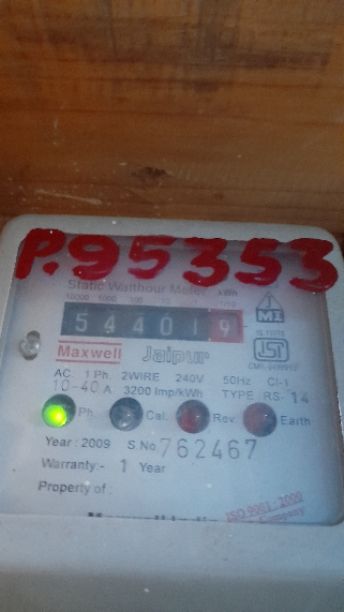 P.95353
Static Watthour Meter kWh
10000 1000 100 10 1 1/10
544019
Maxwell Jaipur
AC. 1 Ph. 2WIRE 240V 50Hz Cl-1
10-40 A. 3200 Imp/kWh TYPE RS-14
Ph. Cal. Rev. Earth
Year : 2009 S.No 762467
Warranty:- 1 Year
Property of
ISO 9001 : 2000
Company